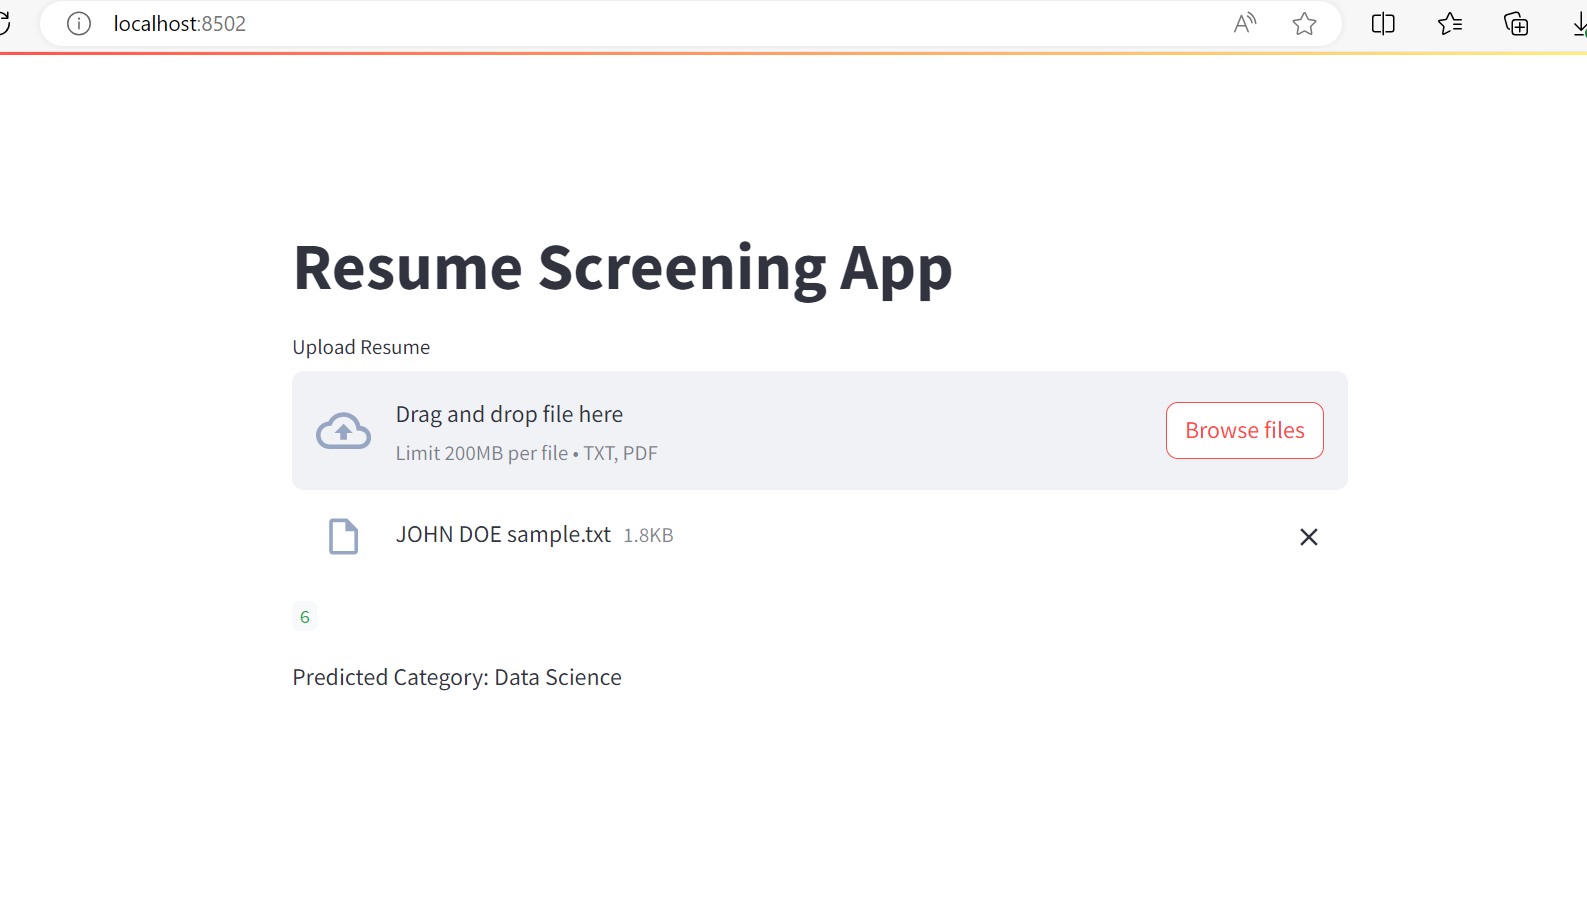 localhost:8502
Resume Screening App
Upload Resume
Drag and drop file here
Limit 200MB per file • TXT, PDF
Browse files
JOHN DOE sample.txt 1.8KB
6
Predicted Category: Data Science